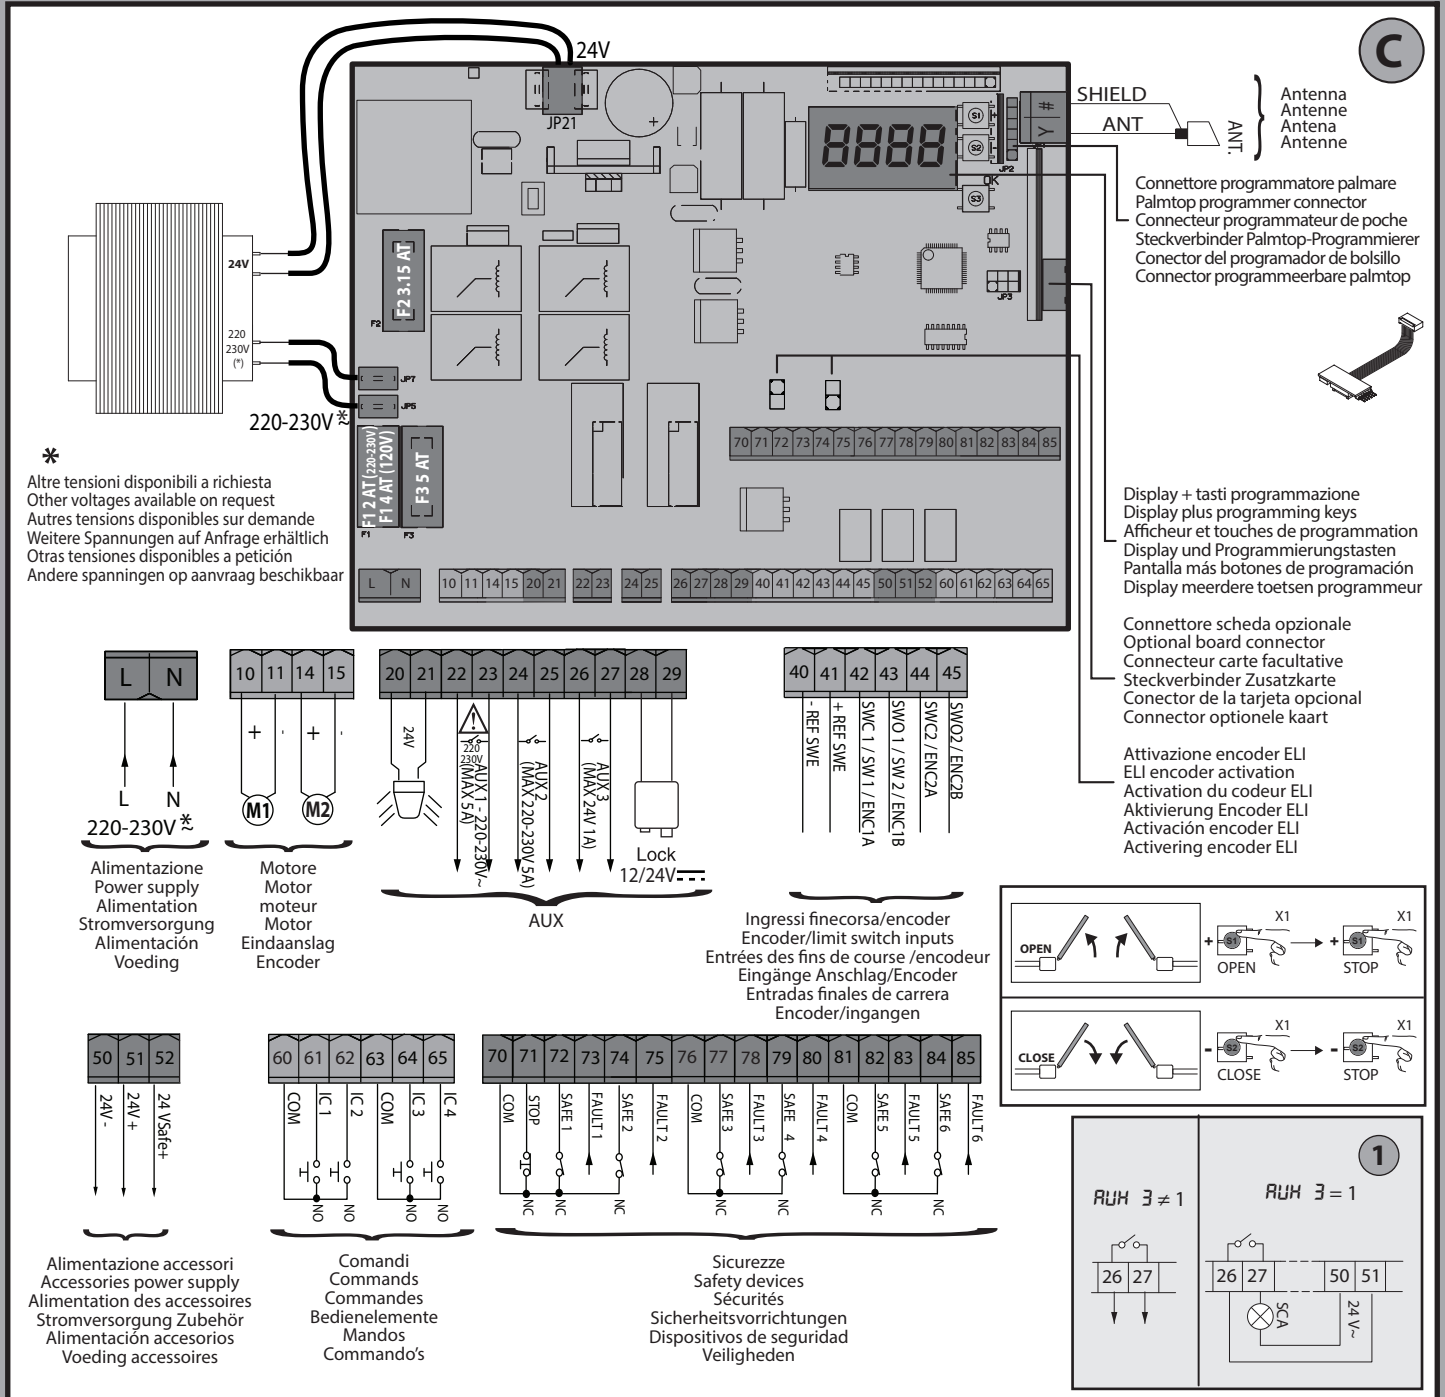 C
24V
JP21
8888
S1
+
S2
-
JP2
OK
S3
Y #
SHIELD
ANT
ANT.
Antenna
Antenne
Antena
Antenne
Connettore programmatore palmare
Palmtop programmer connector
Connecteur programmateur de poche
Steckverbinder Palmtop-Programmierer
Conector del programador de bolsillo
Connector programmeerbare palmtop
24V
220
230V
(*)
F2 3.15 AT
F2
JP3
JP7
JP5
220-230V *
F1 2 AT (220-230V)
F1 4 AT (120V)
F3 5 AT
F1
F3
70 71 72 73 74 75 76 77 78 79 80 81 82 83 84 85
*
Altre tensioni disponibili a richiesta
Other voltages available on request
Autres tensions disponibles sur demande
Weitere Spannungen auf Anfrage erhältlich
Otras tensiones disponibles a petición
Andere spanningen op aanvraag beschikbaar
L N
10 11 14 15 20 21 22 23 24 25 26 27 28 29 40 41 42 43 44 45 50 51 52 60 61 62 63 64 65
Display + tasti programmazione
Display plus programming keys
Afficheur et touches de programmation
Display und Programmierungstasten
Pantalla más botones de programación
Display meerdere toetsen programmeur
Connettore scheda opzionale
Optional board connector
Connecteur carte facultative
Steckverbinder Zusatzkarte
Conector de la tarjeta opcional
Connector optionele kaart
Attivazione encoder ELI
ELI encoder activation
Activation du codeur ELI
Aktivierung Encoder ELI
Activación encoder ELI
Activering encoder ELI
L N
L N
220-230V *
Alimentazione
Power supply
Alimentation
Stromversorgung
Alimentación
Voeding
10 11 14 15
+ - + -
M1 M2
Motore
Motor
moteur
Motor
Eindaanslag
Encoder
20 21 22 23 24 25 26 27 28 29
24V
220
230V
AUX 1 - 220-230V~
(MAX 5A)
AUX 2
(MAX 220-230V 5A)
AUX 3
(MAX 24V 1A)
Lock
12/24V
AUX
40 41 42 43 44 45
- REF SWE
+ REF SWE
SWC 1 / SW 1 / ENC1A
SWO 1 / SW 2 / ENC1B
SWC2 / ENC2A
SWO2 / ENC2B
Ingressi finecorsa/encoder
Encoder/limit switch inputs
Entrées des fins de course /encodeur
Eingänge Anschlag/Encoder
Entradas finales de carrera
Encoder/ingangen
OPEN
+ S1 X1
OPEN
+ S1 X1
STOP
CLOSE
- S2 X1
CLOSE
- S2 X1
STOP
50 51 52
24V -
24V +
24 VSafe+
Alimentazione accessori
Accessories power supply
Alimentation des accessoires
Stromversorgung Zubehör
Alimentación accesorios
Voeding accessoires
60 61 62 63 64 65
COM
IC 1
IC 2
COM
IC 3
IC 4
NO
NO
NO
NO
Comandi
Commands
Commandes
Bedienelemente
Mandos
Commando’s
70 71 72 73 74 75 76 77 78 79 80 81 82 83 84 85
COM
STOP
SAFE 1
FAULT 1
SAFE 2
FAULT 2
COM
SAFE 3
FAULT 3
SAFE 4
FAULT 4
COM
SAFE 5
FAULT 5
SAFE 6
FAULT 6
NC
NC
NC
NC
NC
NC
NC
Sicurezze
Safety devices
Sécurités
Sicherheitsvorrichtungen
Dispositivos de seguridad
Veiligheden
1
AUX 3 ≠ 1
26 27
AUX 3 = 1
26 27 50 51
SCA
24 V~